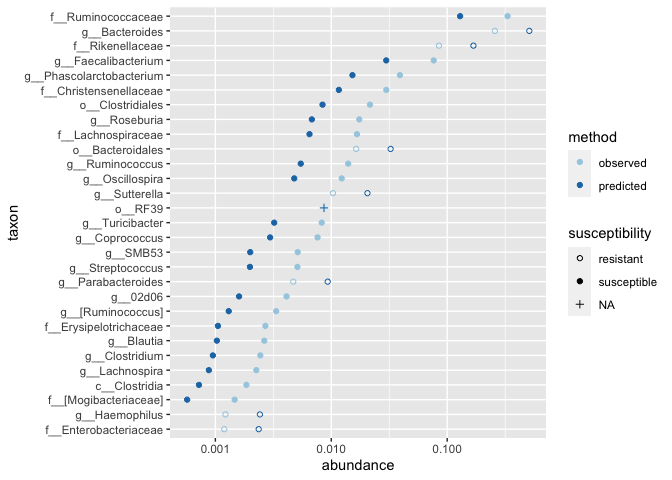 f__Ruminococcaceae
g__Bacteroides
f__Rikenellaceae
g__Faecalibacterium
g__Phascolarctobacterium
f__Christensenellaceae
o__Clostridiales
g__Roseburia
f__Lachnospiraceae
o__Bacteroidales
g__Ruminococcus
g__Oscillospira
g__Sutterella
o__RF39
g__Turicibacter
g__Coprococcus
g__SMB53
g__Streptococcus
g__Parabacteroides
g__02d06
g__[Ruminococcus]
f__Erysipelotrichaceae
g__Blautia
g__Clostridium
g__Lachnospira
c__Clostridia
f__[Mogibacteriaceae]
g__Haemophilus
f__Enterobacteriaceae
taxon
0.001 0.010 0.100
abundance
method
observed
predicted
susceptibility
resistant
susceptible
NA